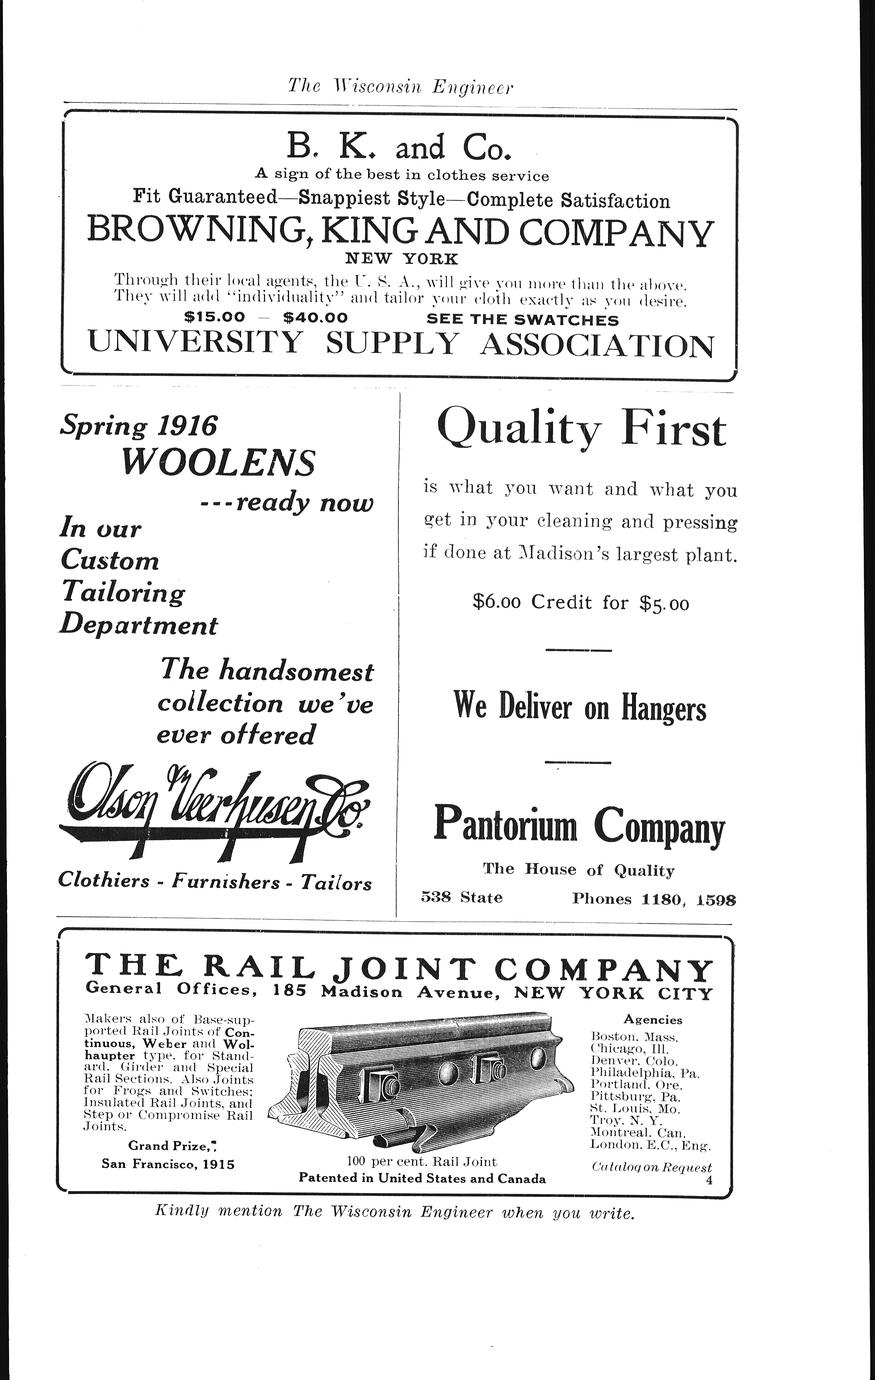 The Wisconsin Engineer
B. K. and Co.
A sign of the best in clothes service
Fit Guaranteed—Snappiest Style—Complete Satisfaction
BROWNING, KING AND COMPANY
NEW YORK
Through their local agents, the U. S. A., will give you more than the above.
They will add "individuality" and tailor your cloth exactly as you desire.
$15.00 — $40.00 SEE THE SWATCHES
UNIVERSITY SUPPLY ASSOCIATION
Spring 1916
WOOLENS
---ready now
In our
Custom
Tailoring
Department
The handsomest
collection we've
ever offered
Olson & Veerhusen Co.
Clothiers - Furnishers - Tailors
Quality First
is what you want and what you
get in your cleaning and pressing
if done at Madison's largest plant.
$6.00 Credit for $5.00
We Deliver on Hangers
Pantorium Company
The House of Quality
538 State Phones 1180, 1598
THE RAIL JOINT COMPANY
General Offices, 185 Madison Avenue, NEW YORK CITY
Makers also of Base-sup-
ported Rail Joints of Con-
tinuous, Weber and Wol-
haupter type, for Stand-
ard, Girder and Special
Rail Sections. Also Joints
for Frogs and Switches;
Insulated Rail Joints, and
Step or Compromise Rail
Joints.
Grand Prize,
San Francisco, 1915
100 per cent. Rail Joint
Patented in United States and Canada
Agencies
Boston, Mass.
Chicago, Ill.
Denver, Colo.
Philadelphia, Pa.
Portland, Ore.
Pittsburg, Pa.
St. Louis, Mo.
Troy, N. Y.
Montreal, Can.
London, E.C., Eng.
Catalog on Request
4
Kindly mention The Wisconsin Engineer when you write.